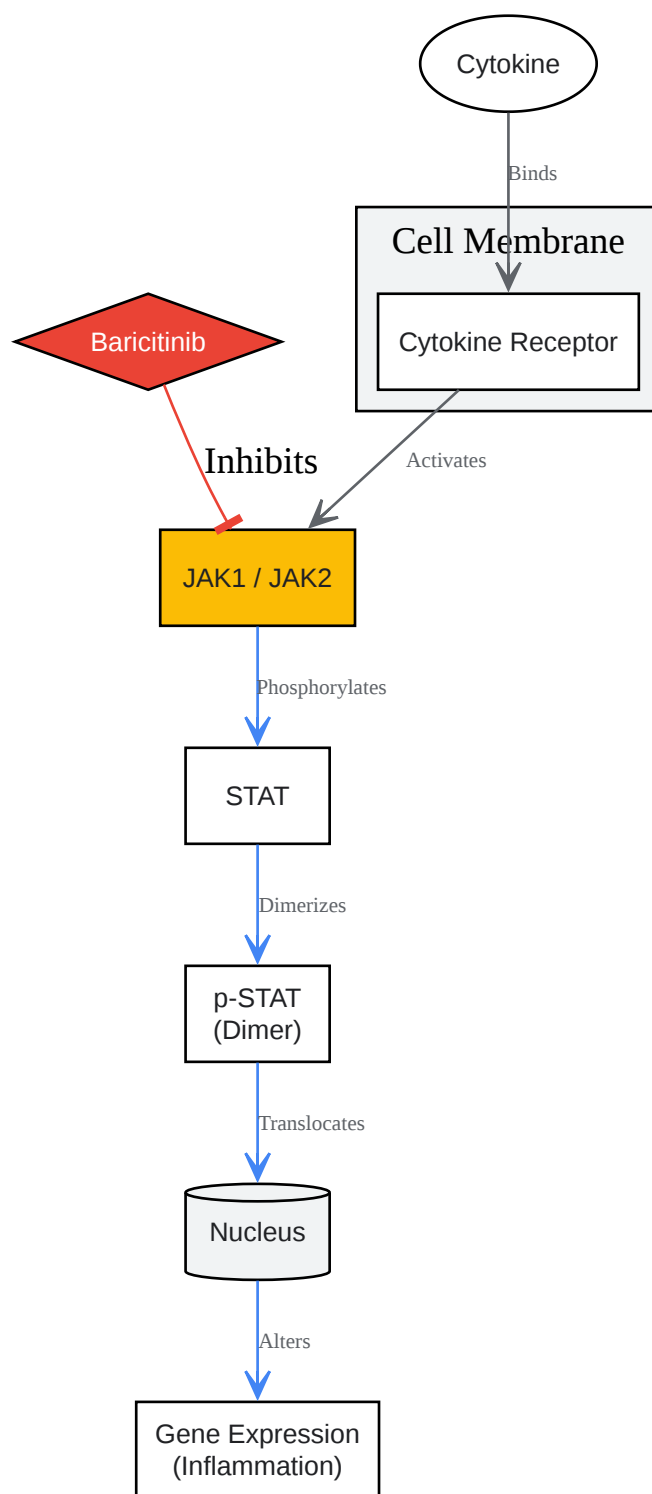 Cytokine
Binds
Cell Membrane
Baricitinib
Cytokine Receptor
Inhibits
Activates
JAK1 / JAK2
Phosphorylates
STAT
Dimerizes
p-STAT
(Dimer)
Translocates
Nucleus
Alters
Gene Expression
(Inflammation)